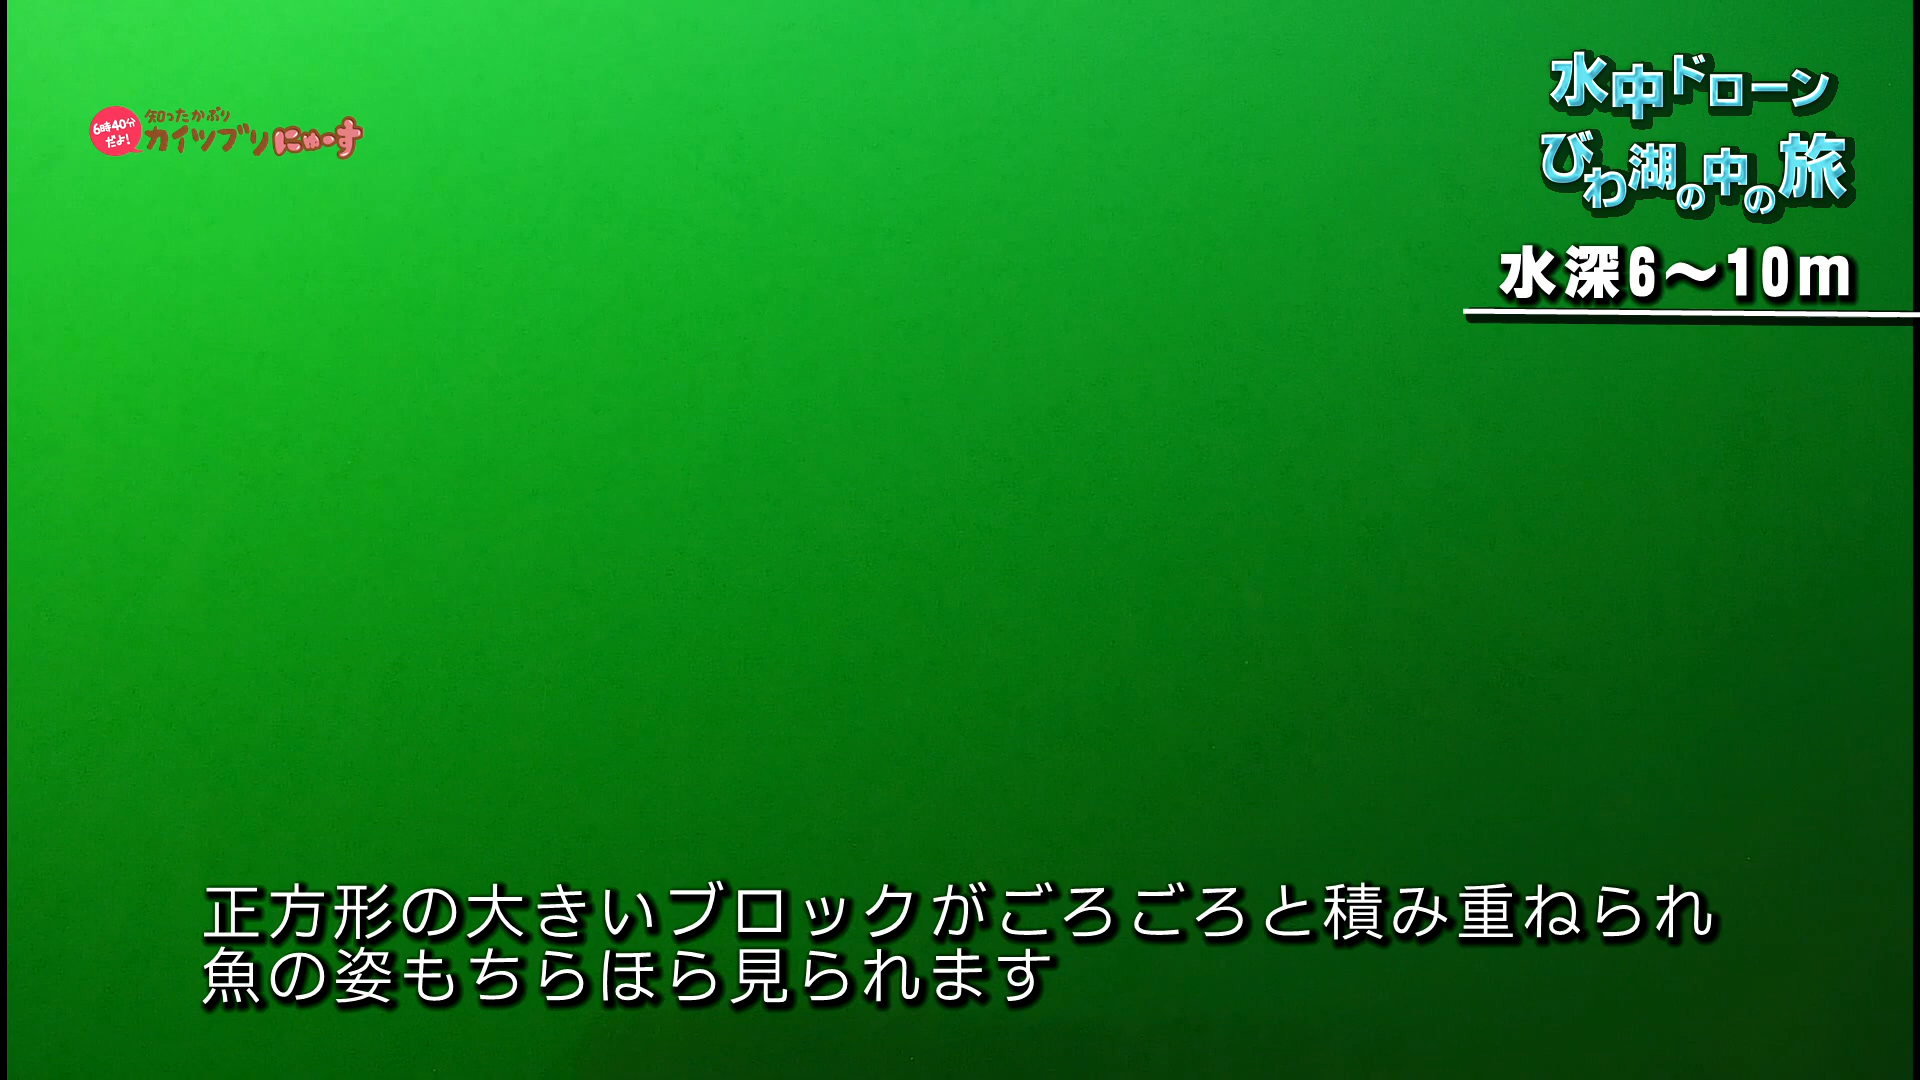 6時40分
だよ!
知ったかぶり
カイツブリにゅーす
水中ドローン
びわ湖の中の旅
水深6～10m
正方形の大きいブロックがごろごろと積み重ねられ
魚の姿もちらほら見られます